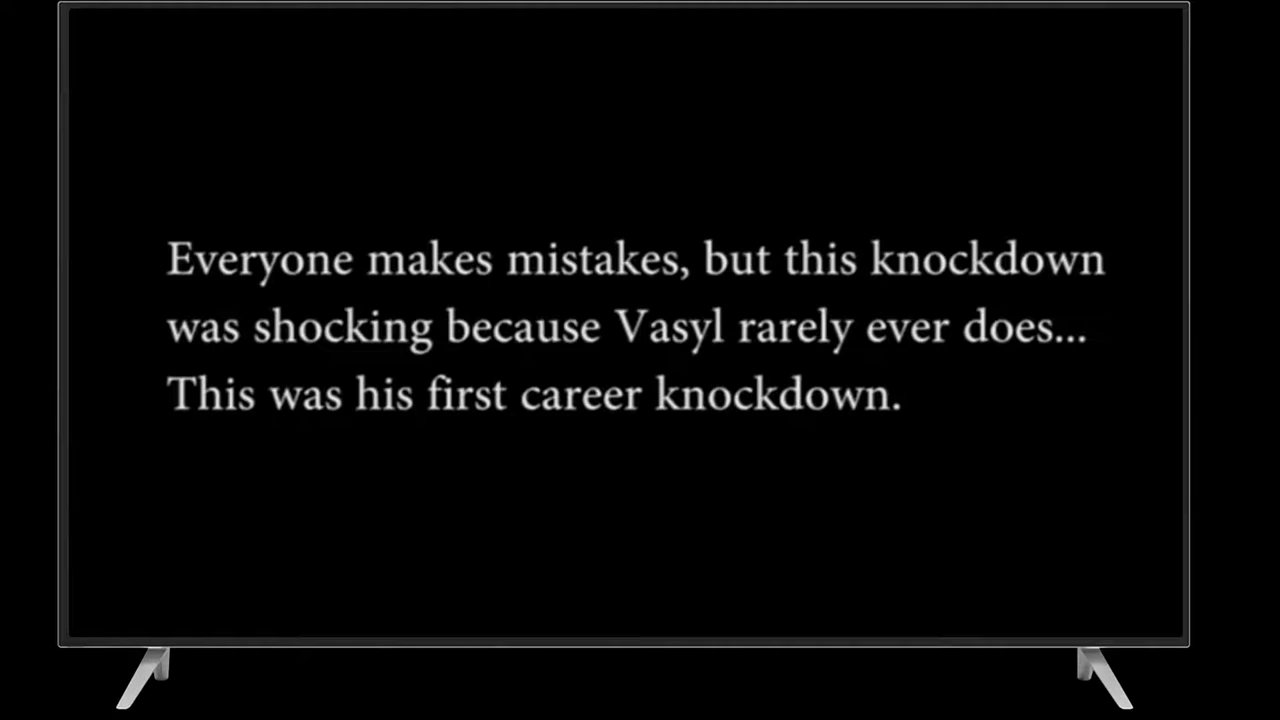 Everyone makes mistakes, but this knockdown
was shocking because Vasyl rarely ever does...
This was his first career knockdown.